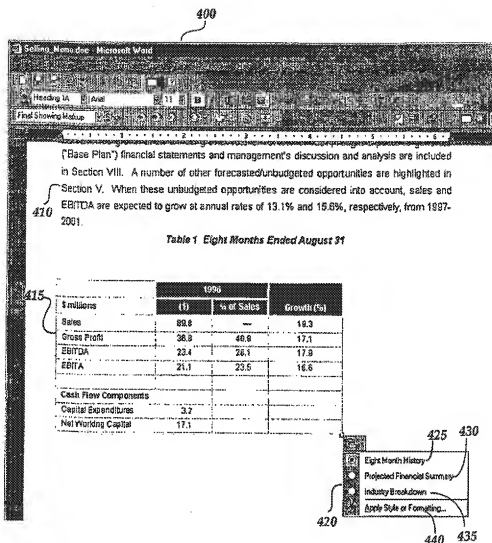 400
Selling_Memo.doc - Microsoft Word
Heading 1A Arial 11 B
Final Showing Markup
("Base Plan") financial statements and management's discussion and analysis are included
in Section VIII. A number of other forecasted/unbudgeted opportunities are highlighted in
410 Section V. When these unbudgeted opportunities are considered into account, sales and
EBITDA are expected to grow at annual rates of 13.1% and 15.6%, respectively, from 1997-
2001.
Table 1 Eight Months Ended August 31
415
1996
$ millions (1) % of Sales Growth (%)
Sales 89.8 — 19.3
Gross Profit 36.8 40.9 17.1
EBITDA 23.4 26.1 17.9
EBITA 21.1 23.5 16.6
Cash Flow Components
Capital Expenditures 3.2
Net Working Capital 17.1
425 430
Eight Month History
Projected Financial Summary
Industry Breakdown
420
Apply Style or Formatting...
440 435